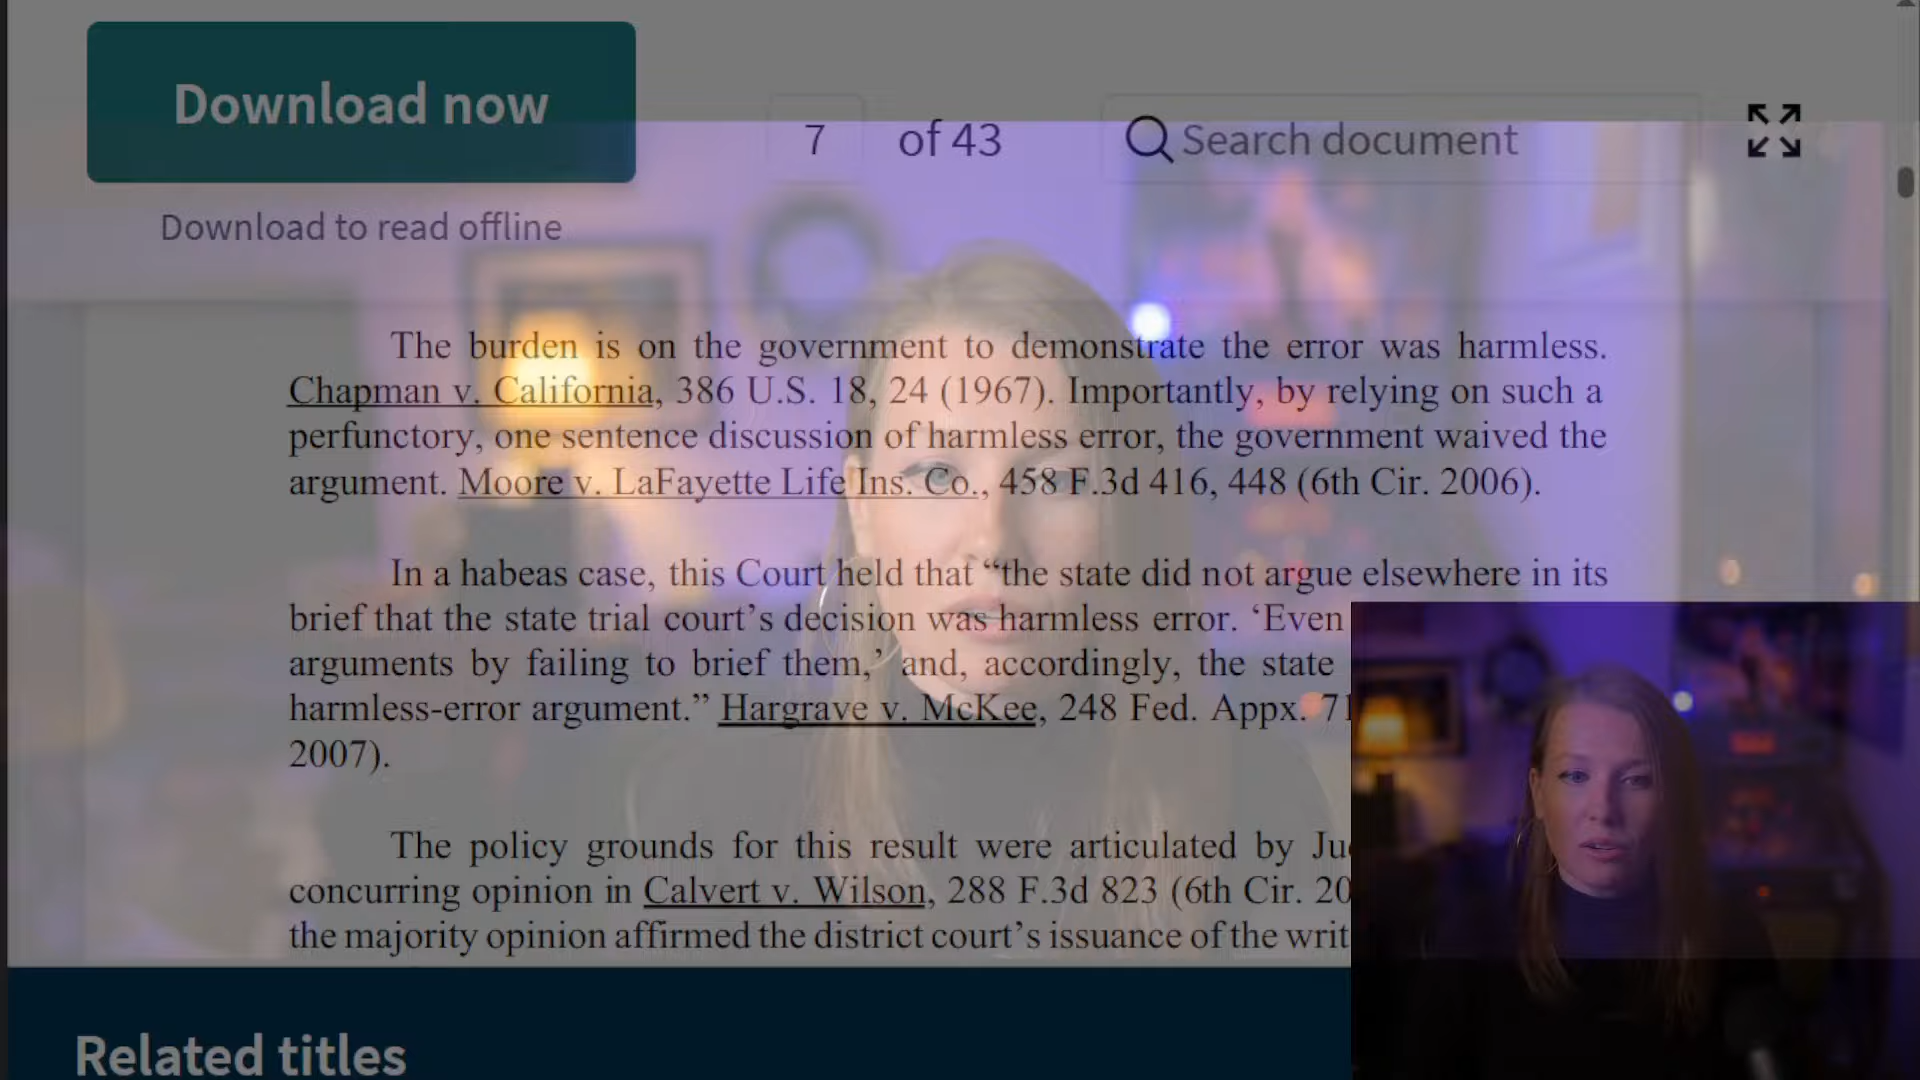 Download now
7 of 43 Search document
Download to read offline
The burden is on the government to demonstrate the error was harmless.
Chapman v. California, 386 U.S. 18, 24 (1967). Importantly, by relying on such a
perfunctory, one sentence discussion of harmless error, the government waived the
argument. Moore v. LaFayette Life Ins. Co., 458 F.3d 416, 448 (6th Cir. 2006).
In a habeas case, this Court held that “the state did not argue elsewhere in its
brief that the state trial court’s decision was harmless error. ‘Even
arguments by failing to brief them,’ and, accordingly, the state
harmless-error argument.” Hargrave v. McKee, 248 Fed. Appx. 71
2007).
The policy grounds for this result were articulated by
concurring opinion in Calvert v. Wilson, 288 F.3d 823 (6th Cir. 20
the majority opinion affirmed the district court’s issuance of the writ
Related titles